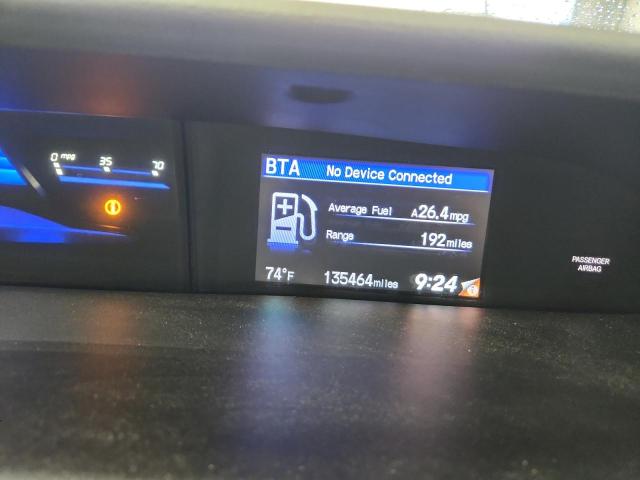 0 mpg 35 70
BTA No Device Connected
Average Fuel A26.4mpg
Range 192miles
74°F 135464miles 9:24
PASSENGER
AIRBAG